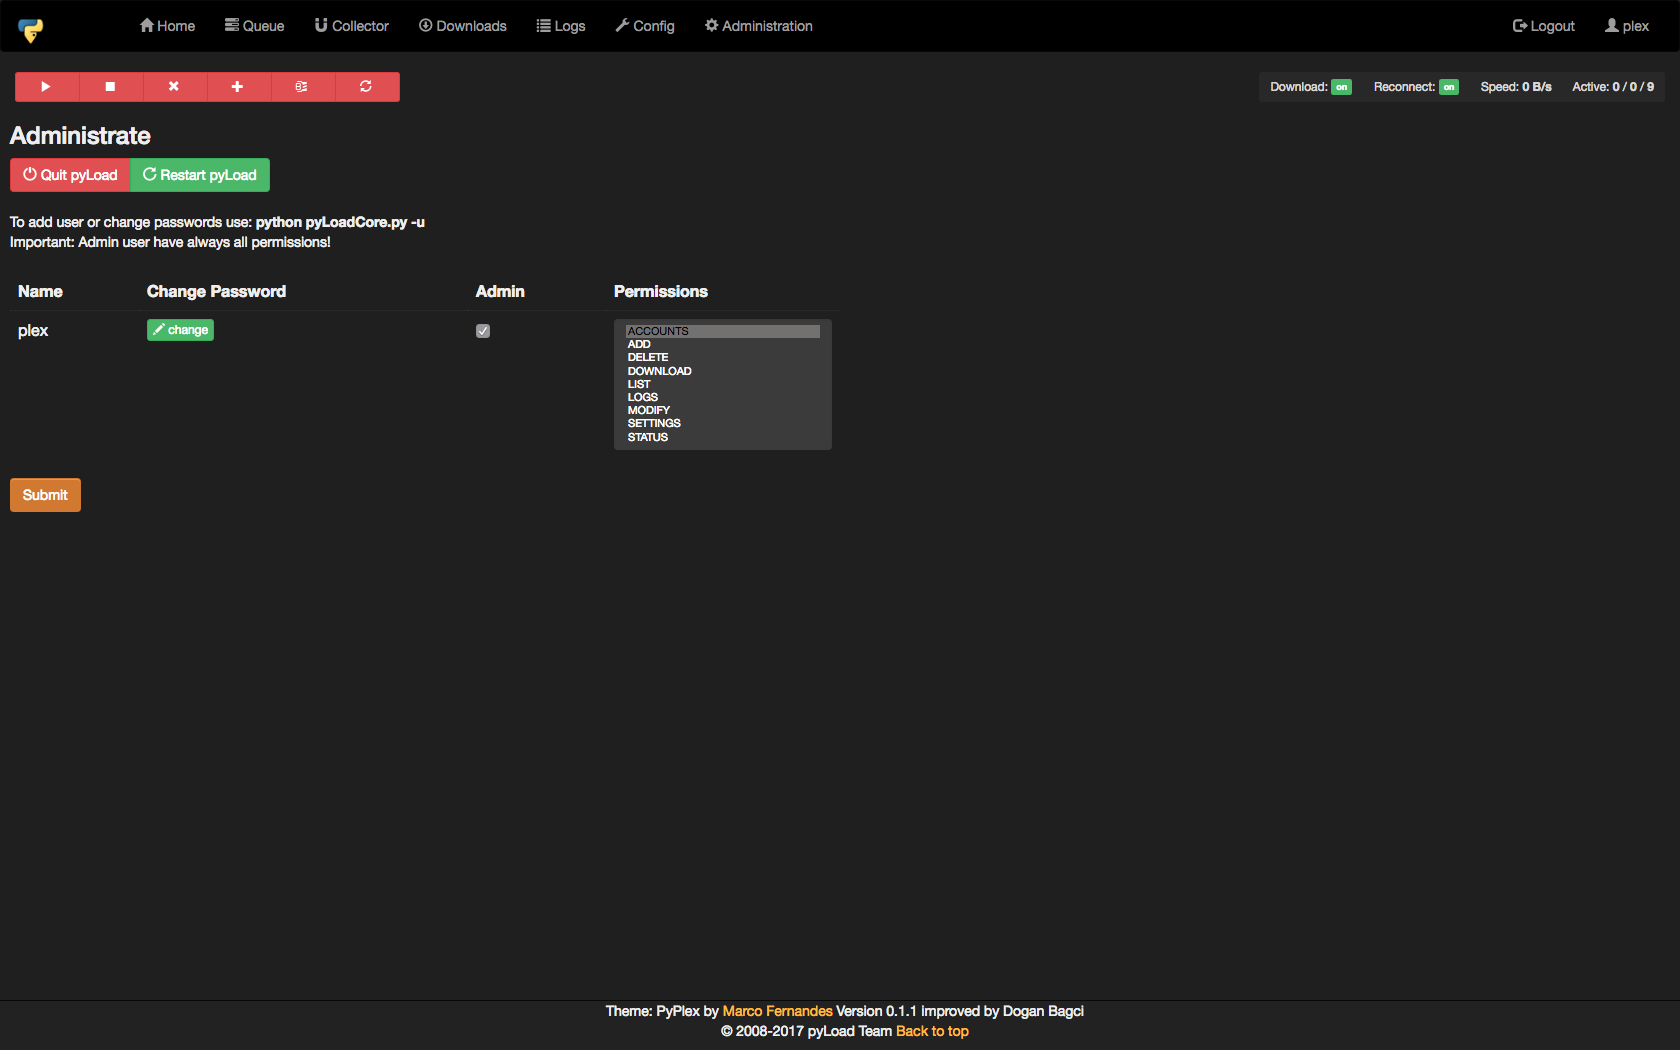 Home Queue Collector Downloads Logs Config Administration Logout plex
Download: on Reconnect: on Speed: 0 B/s Active: 0 / 0 / 9
Administrate
Quit pyLoad Restart pyLoad
To add user or change passwords use: python pyLoadCore.py -u
Important: Admin user have always all permissions!
Name Change Password Admin Permissions
plex change ACCOUNTS
ADD
DELETE
DOWNLOAD
LIST
LOGS
MODIFY
SETTINGS
STATUS
Submit
Theme: PyPlex by Marco Fernandes Version 0.1.1 improved by Dogan Bagci
© 2008-2017 pyLoad Team Back to top